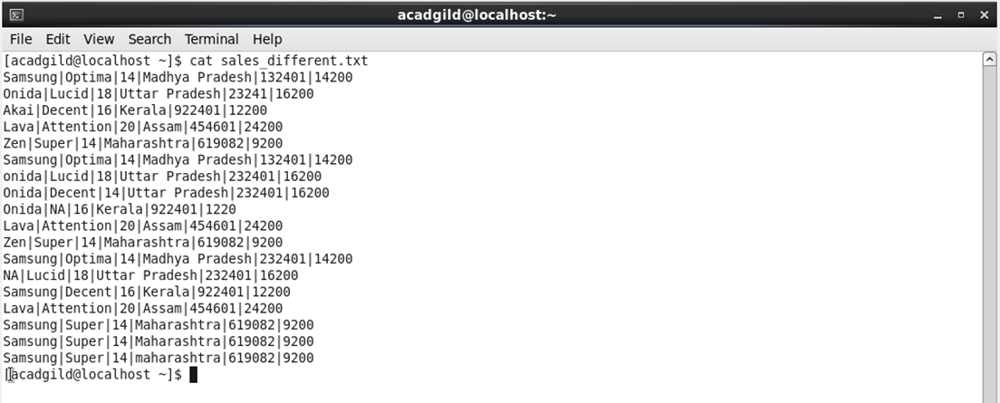 acadgild@localhost:~
File Edit View Search Terminal Help
[acadgild@localhost ~]$ cat sales_different.txt
Samsung|Optima|14|Madhya Pradesh|132401|14200
Onida|Lucid|18|Uttar Pradesh|23241|16200
Akai|Decent|16|Kerala|922401|12200
Lava|Attention|20|Assam|454601|24200
Zen|Super|14|Maharashtra|619082|9200
Samsung|Optima|14|Madhya Pradesh|132401|14200
onida|Lucid|18|Uttar Pradesh|232401|16200
Onida|Decent|14|Uttar Pradesh|232401|16200
Onida|NA|16|Kerala|922401|1220
Lava|Attention|20|Assam|454601|24200
Zen|Super|14|Maharashtra|619082|9200
Samsung|Optima|14|Madhya Pradesh|232401|14200
NA|Lucid|18|Uttar Pradesh|232401|16200
Samsung|Decent|16|Kerala|922401|12200
Lava|Attention|20|Assam|454601|24200
Samsung|Super|14|Maharashtra|619082|9200
Samsung|Super|14|Maharashtra|619082|9200
Samsung|Super|14|maharashtra|619082|9200
[acadgild@localhost ~]$